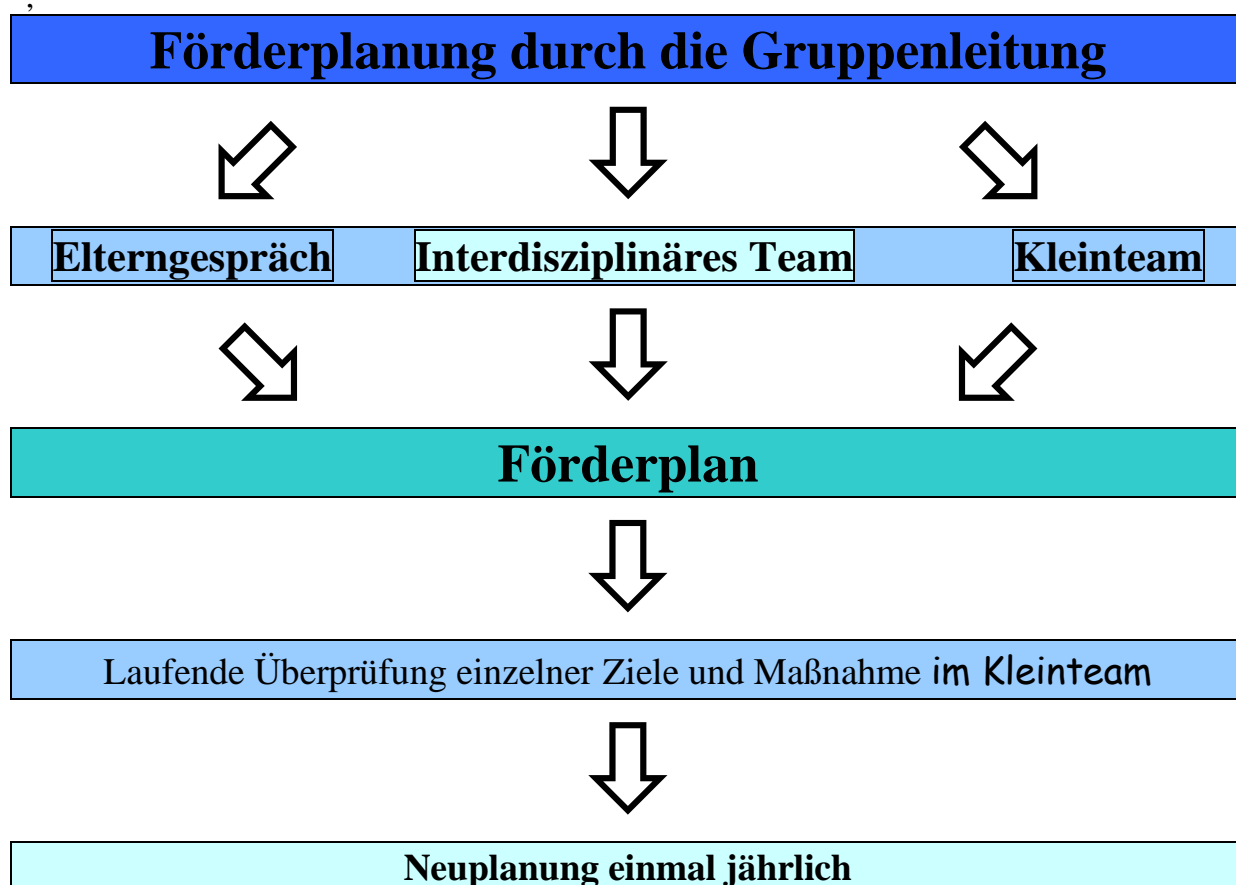 ,
Förderplanung durch die Gruppenleitung
Elterngespräch Interdisziplinäres Team Kleinteam
Förderplan
Laufende Überprüfung einzelner Ziele und Maßnahme im Kleinteam
Neuplanung einmal jährlich